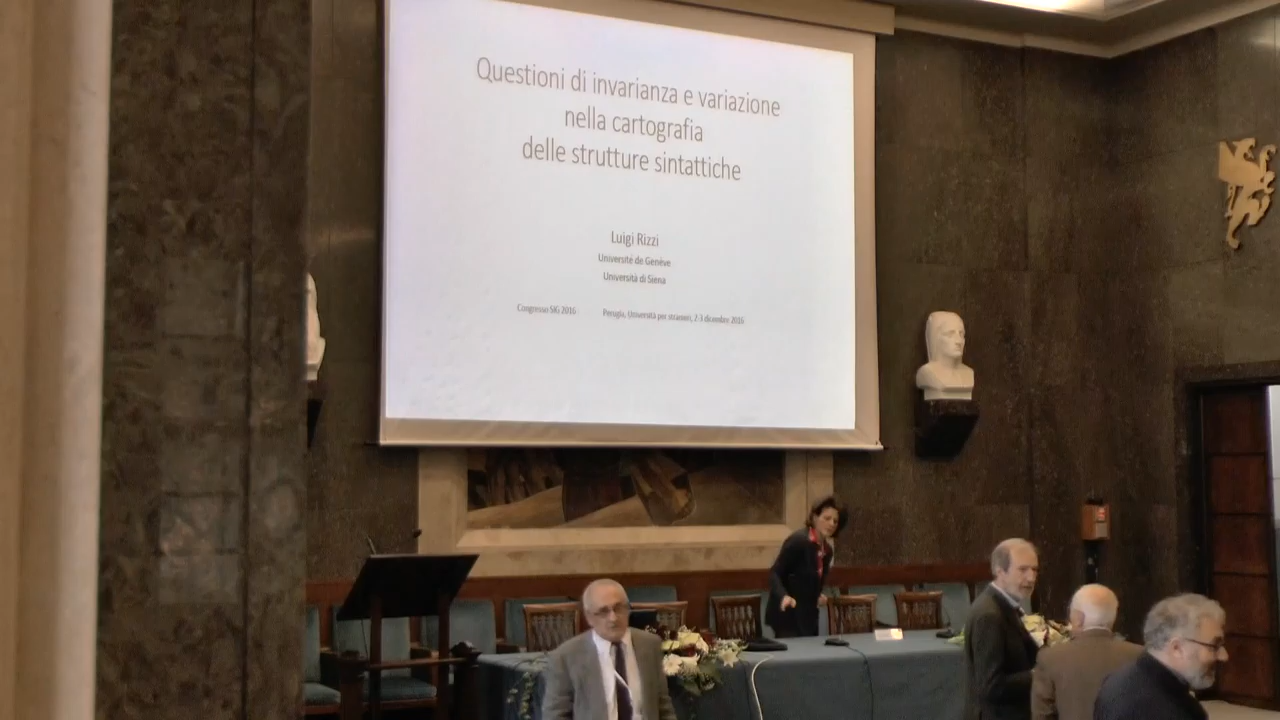 Questioni di invarianza e variazione
nella cartografia
delle strutture sintattiche
Luigi Rizzi
Université de Genève
Università di Siena
Congresso SIG 2016 Perugia, Università per stranieri, 2-3 dicembre 2016